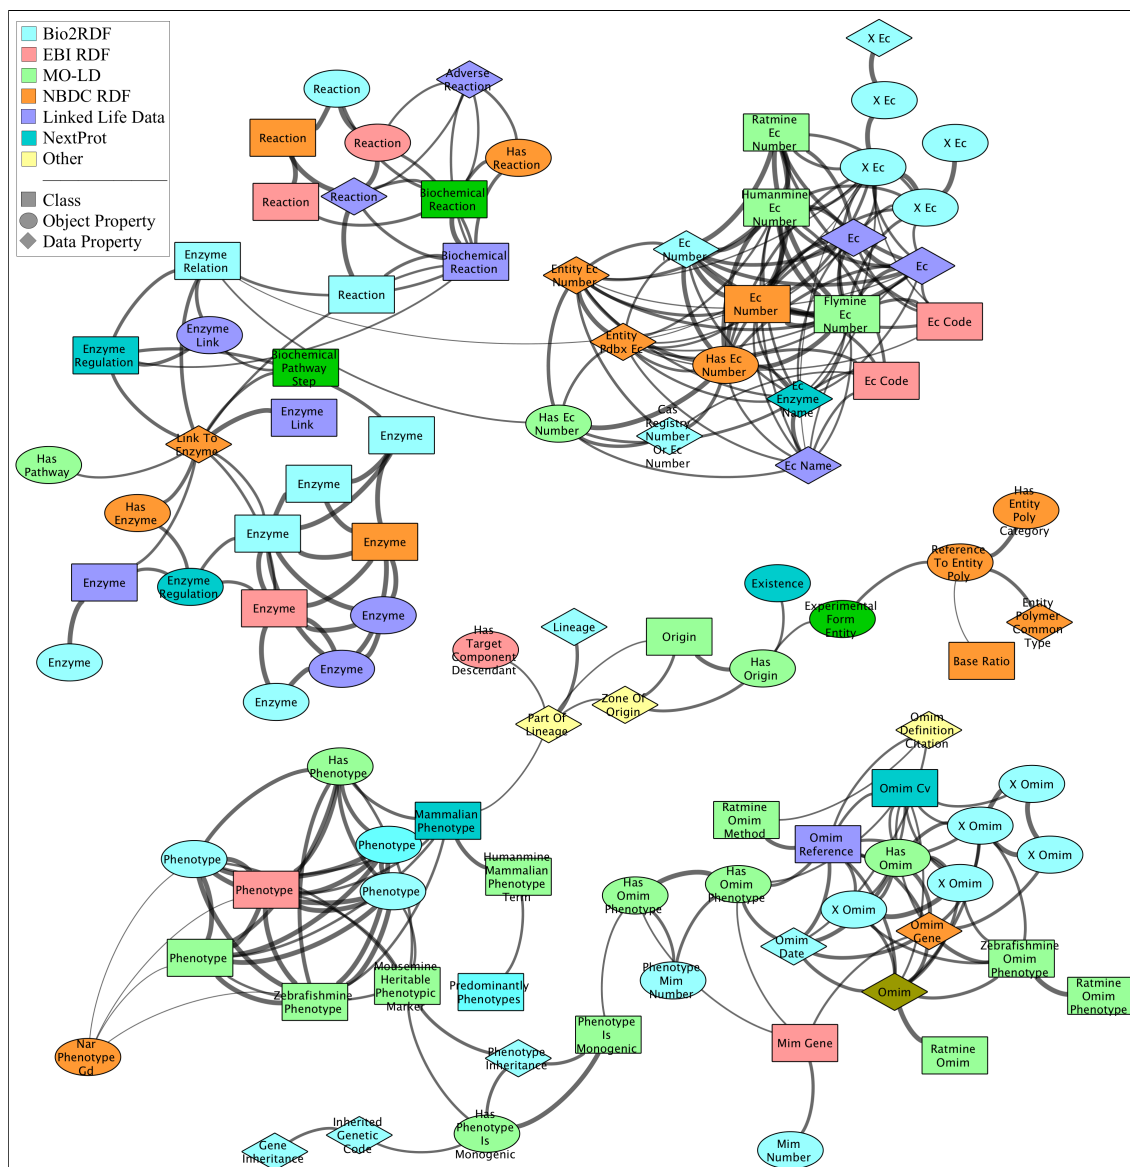 Bio2RDF
EBI RDF
MO-LD
NBDC RDF
Linked Life Data
NextProt
Other
Class
Object Property
Data Property
Reaction
Adverse
Reaction
Reaction
Reaction
Has
Reaction
Reaction
Reaction
Biochemical
Reaction
Biochemical
Reaction
Reaction
Enzyme
Relation
Enzyme
Link
Enzyme
Regulation
Biochemical
Pathway
Step
Enzyme
Link
Link To
Enzyme
Has
Pathway
Has
Enzyme
Enzyme
Enzyme
Enzyme
Enzyme
Enzyme
Enzyme
Regulation
Enzyme
Enzyme
Enzyme
Enzyme
Enzyme
X Ec
X Ec
X Ec
X Ec
X Ec
Ratmine
Ec
Number
Humanmine
Ec
Number
Ec
Number
Ec
Ec
Entity Ec
Number
Ec
Number
Flymine
Ec
Number
Ec Code
Entity
Pdbx Ec
Has Ec
Number
Ec Code
Ec
Enzyme
Name
Has Ec
Number
Cas
Registry
Number
Or Ec
Number
Ec Name
Has
Entity
Poly
Category
Reference
To Entity
Poly
Entity
Polymer
Common
Type
Base Ratio
Existence
Experimental
Form
Entity
Lineage
Origin
Has
Target
Component
Descendant
Has
Origin
Zone Of
Origin
Part Of
Lineage
Has
Phenotype
Mammalian
Phenotype
Phenotype
Phenotype
Phenotype
Phenotype
Humanmine
Mammalian
Phenotype
Term
Phenotype
Zebrafishmine
Phenotype
Mousemine
Heritable
Phenotypic
Marker
Predominantly
Phenotypes
Nar
Phenotype
Gd
Phenotype
Inheritance
Phenotype
Is
Monogenic
Has
Phenotype
Is
Monogenic
Inherited
Genetic
Code
Gene
Inheritance
Omim
Definition
Citation
Omim Cv
X Omim
Ratmine
Omim
Method
Omim
Reference
X Omim
Has
Omim
X Omim
Has
Omim
Phenotype
Has
Omim
Phenotype
X Omim
X Omim
Omim
Gene
Omim
Date
Zebrafishmine
Omim
Phenotype
Phenotype
Mim
Number
Omim
Ratmine
Omim
Phenotype
Mim Gene
Ratmine
Omim
Mim
Number